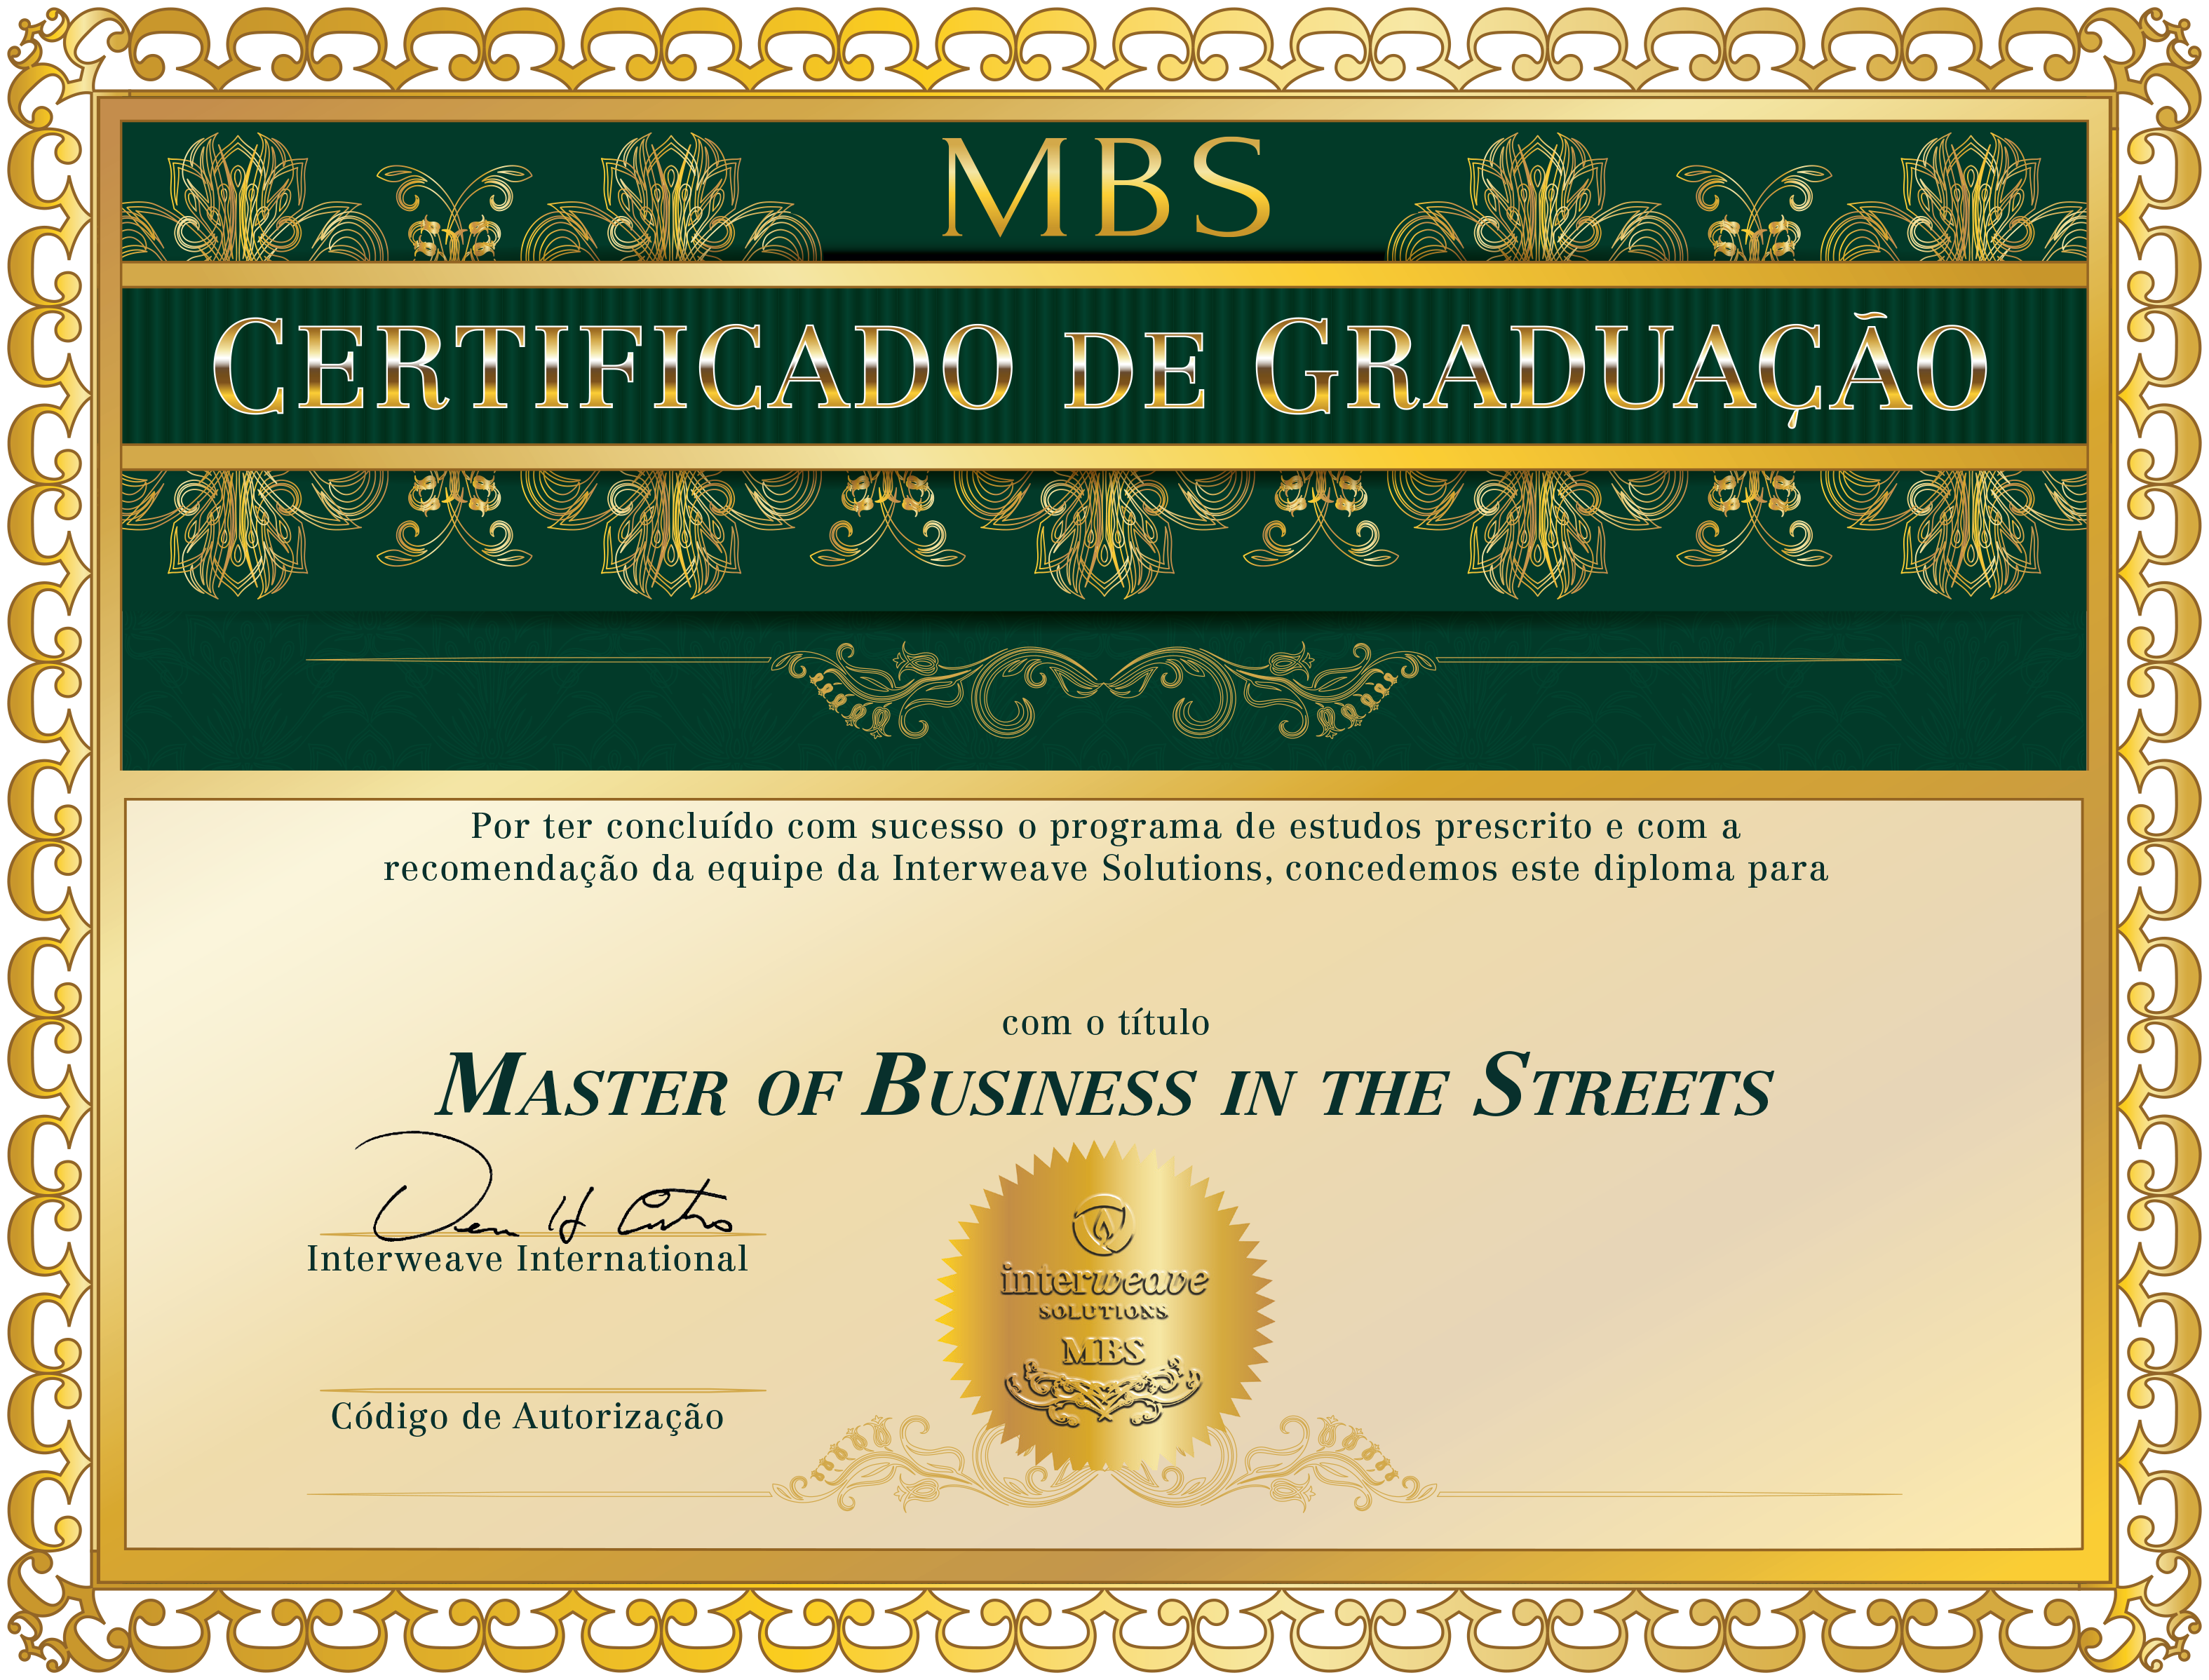 MBS
CERTIFICADO DE GRADUAÇÃO
Por ter concluído com sucesso o programa de estudos prescrito e com a
recomendação da equipe da Interweave Solutions, concedemos este diploma para
com o título
MASTER OF BUSINESS IN THE STREETS
Interweave International
Código de Autorização
interweave
SOLUTIONS
MBS